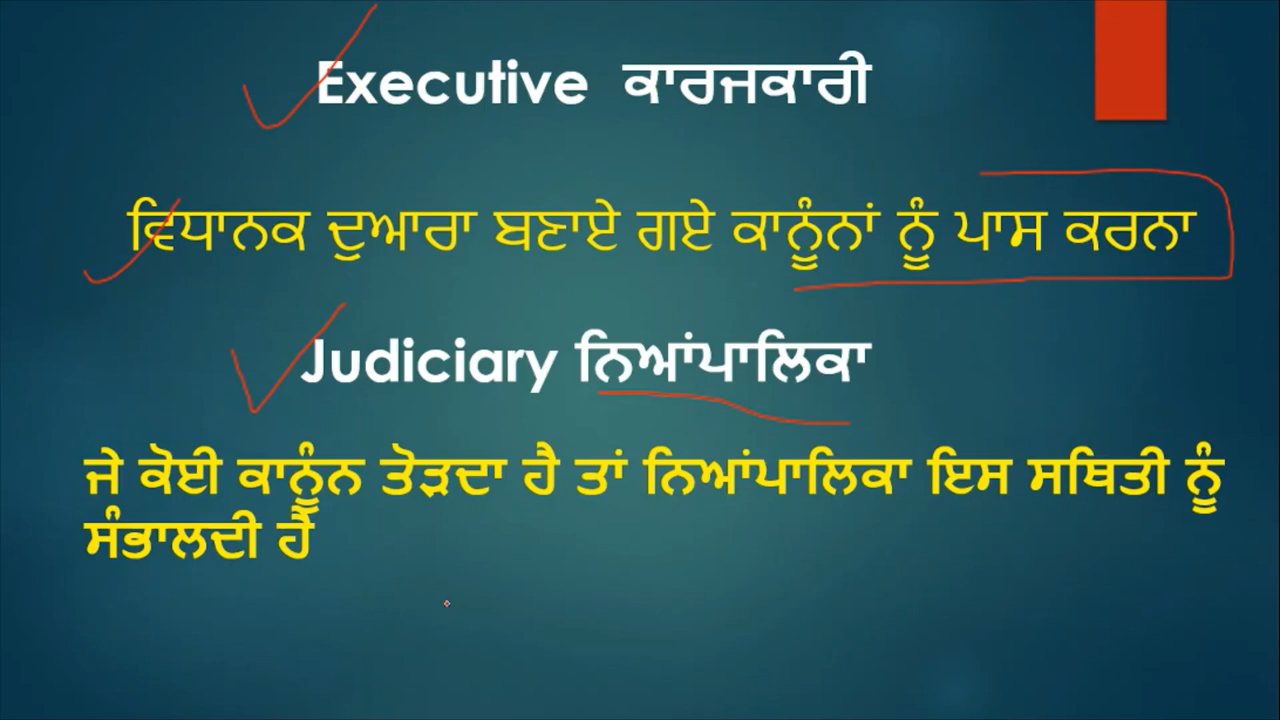 Executive ਕਾਰਜਕਾਰੀ
ਵਿਧਾਨਕ ਦੁਆਰਾ ਬਣਾਏ ਗਏ ਕਾਨੂੰਨਾਂ ਨੂੰ ਪਾਸ ਕਰਨਾ
Judiciary ਨਿਆਂਪਾਲਿਕਾ
ਜੇ ਕੋਈ ਕਾਨੂੰਨ ਤੋੜਦਾ ਹੈ ਤਾਂ ਨਿਆਂਪਾਲਿਕਾ ਇਸ ਸਥਿਤੀ ਨੂੰ
ਸੰਭਾਲਦੀ ਹੈ